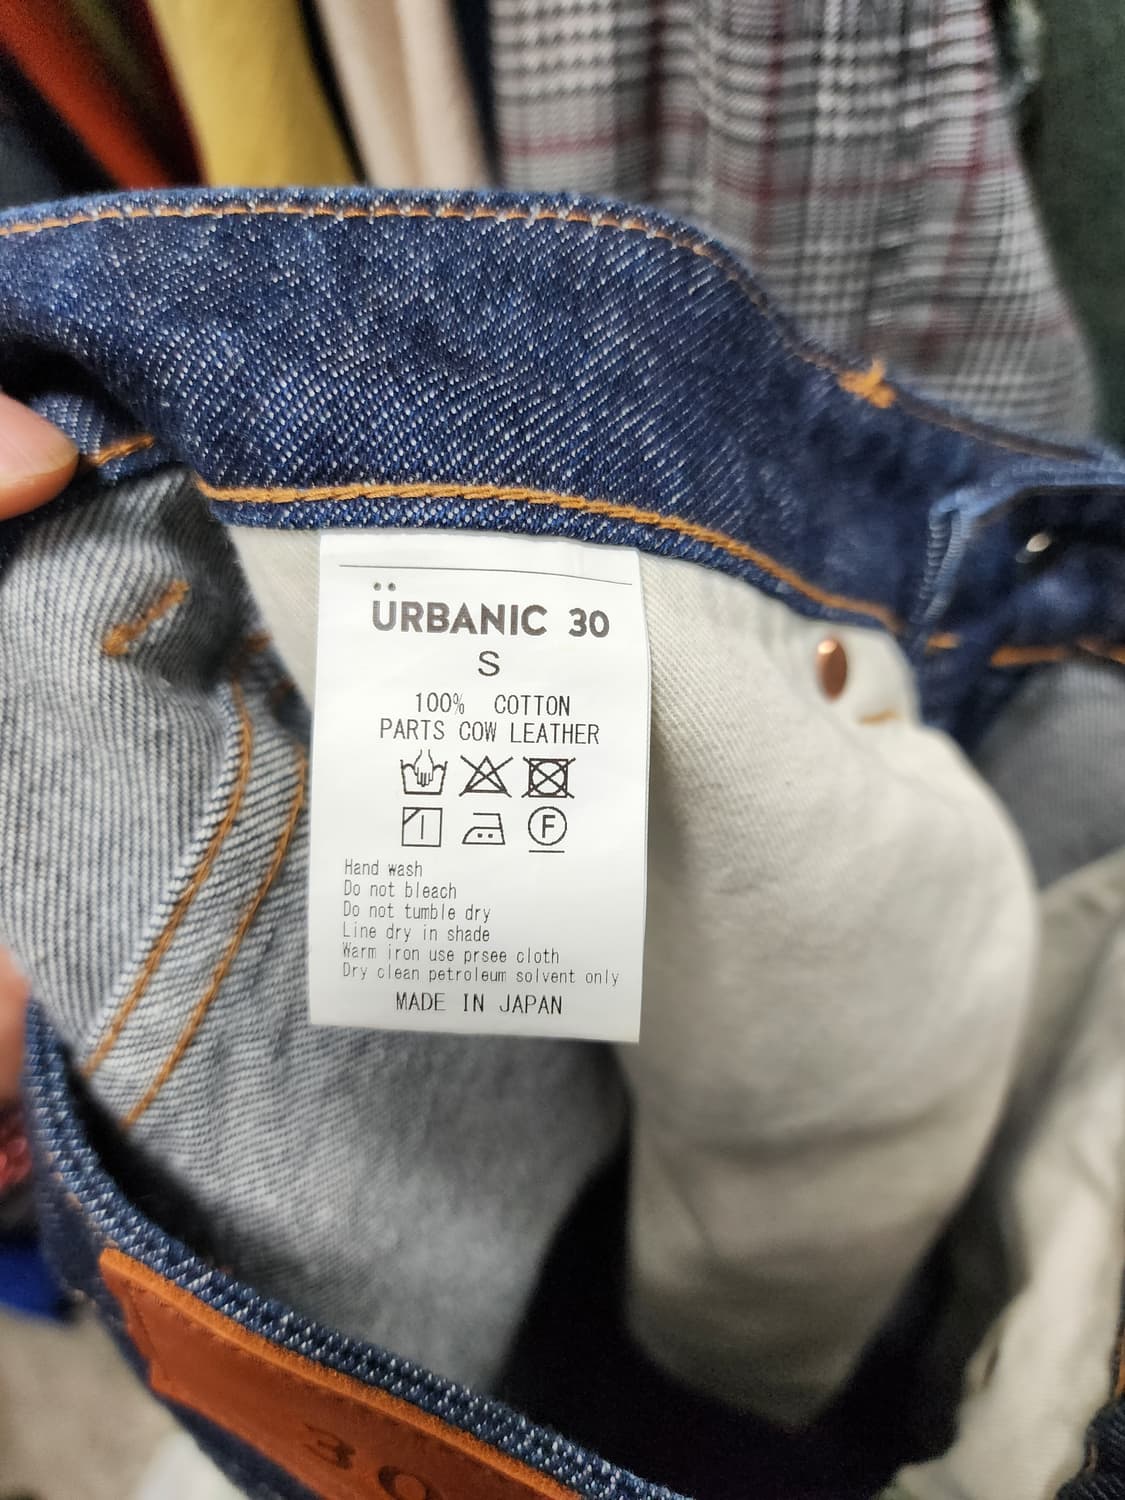 ÜRBANIC 30
S
100% COTTON
PARTS COW LEATHER
F
Hand wash
Do not bleach
Do not tumble dry
Line dry in shade
Warm iron use prsee cloth
Dry clean petroleum solvent only
MADE IN JAPAN
30